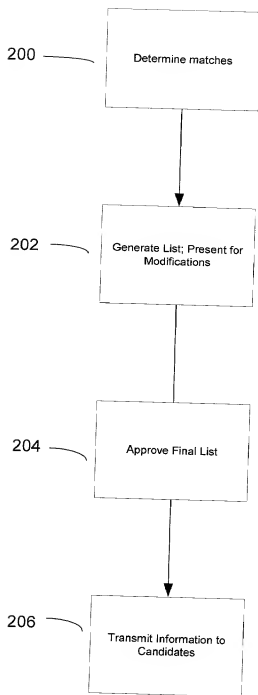 200
Determine matches
202
Generate List; Present for
Modifications
204
Approve Final List
206
Transmit Information to
Candidates